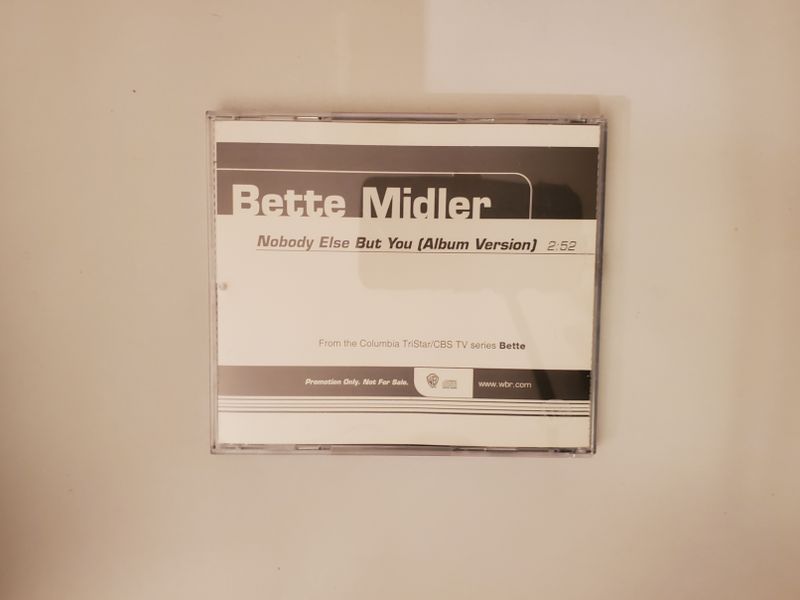 Bette Midler
Nobody Else But You (Album Version) 2:52
From the Columbia TriStar/CBS TV series Bette
Promotion Only. Not For Sale.
www.wbr.com